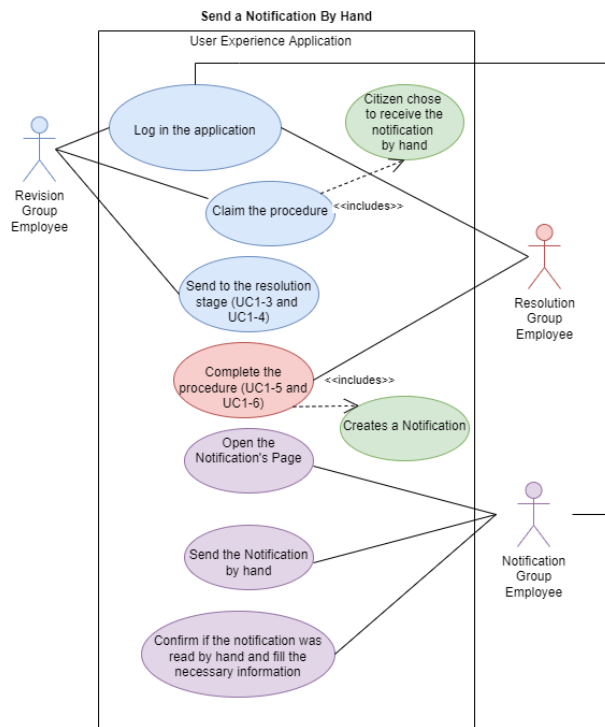 Send a Notification By Hand
User Experience Application
Log in the application
Citizen chose
to receive the
notification
by hand
Revision
Group
Employee
Claim the procedure
<<includes>>
Send to the resolution
stage (UC1-3 and
UC1-4)
Resolution
Group
Employee
Complete the
procedure (UC1-5 and
UC1-6)
<<includes>>
Creates a Notification
Open the
Notification's Page
Send the Notification
by hand
Notification
Group
Employee
Confirm if the notification was
read by hand and fill the
necessary information